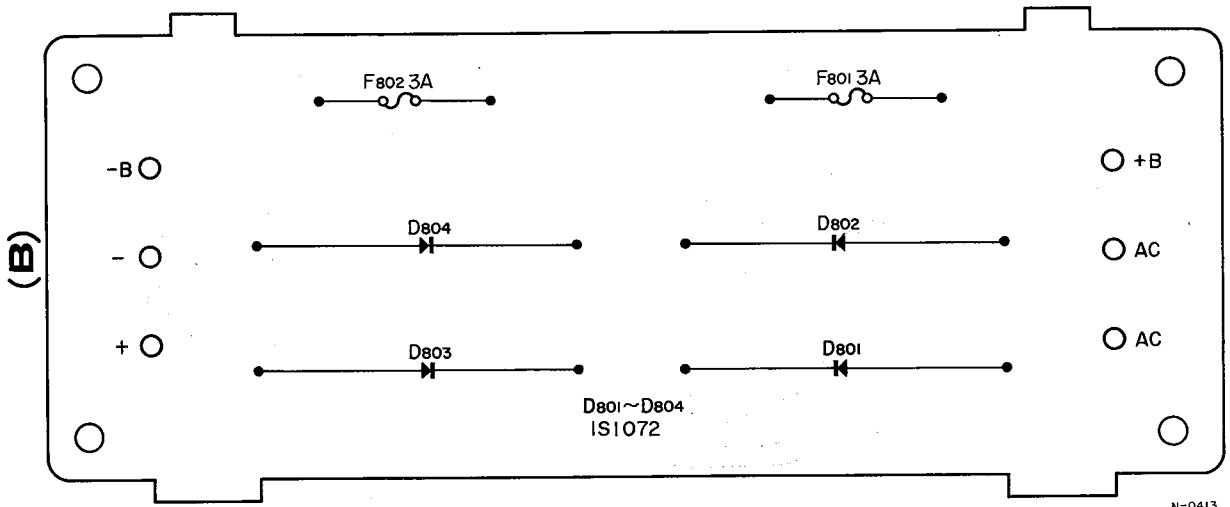 F802 3A
F801 3A
-B
+B
D804
D802
(B)
-
AC
+
D803
D801
AC
D801~D804
1S1072
N-0413